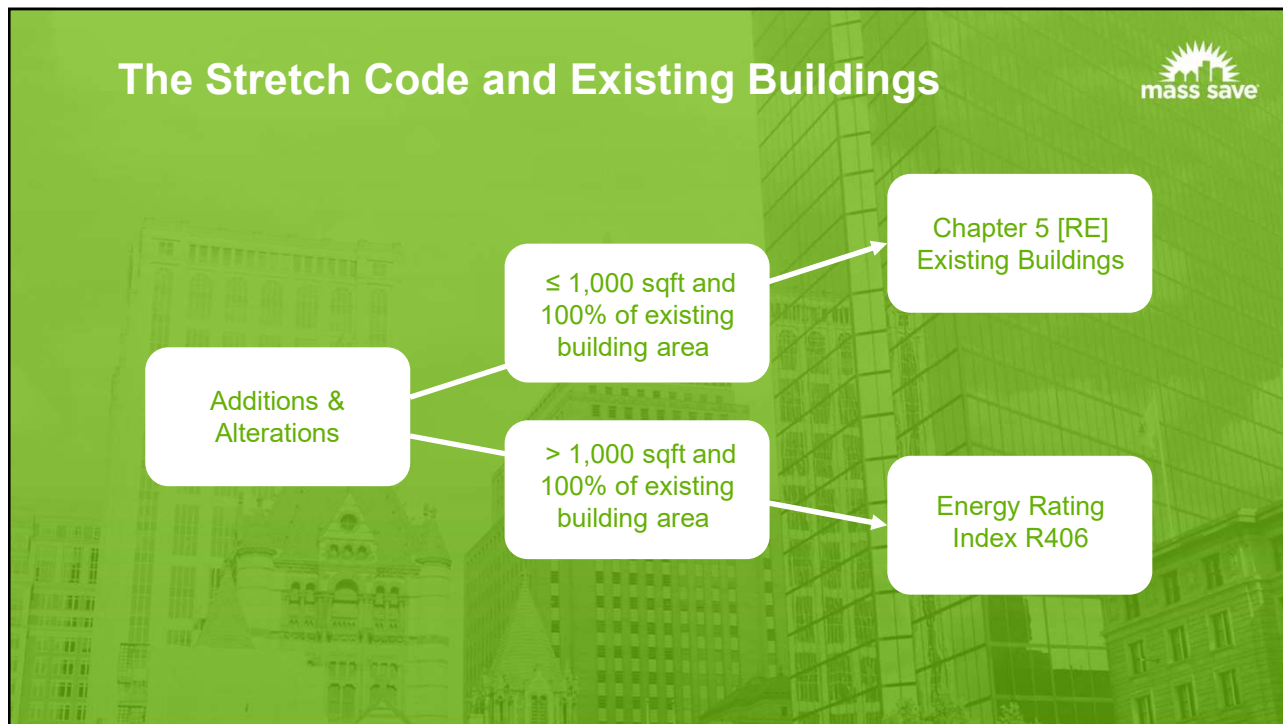 The Stretch Code and Existing Buildings
mass save
Additions &
Alterations
≤ 1,000 sqft and
100% of existing
building area
> 1,000 sqft and
100% of existing
building area
Chapter 5 [RE]
Existing Buildings
Energy Rating
Index R406